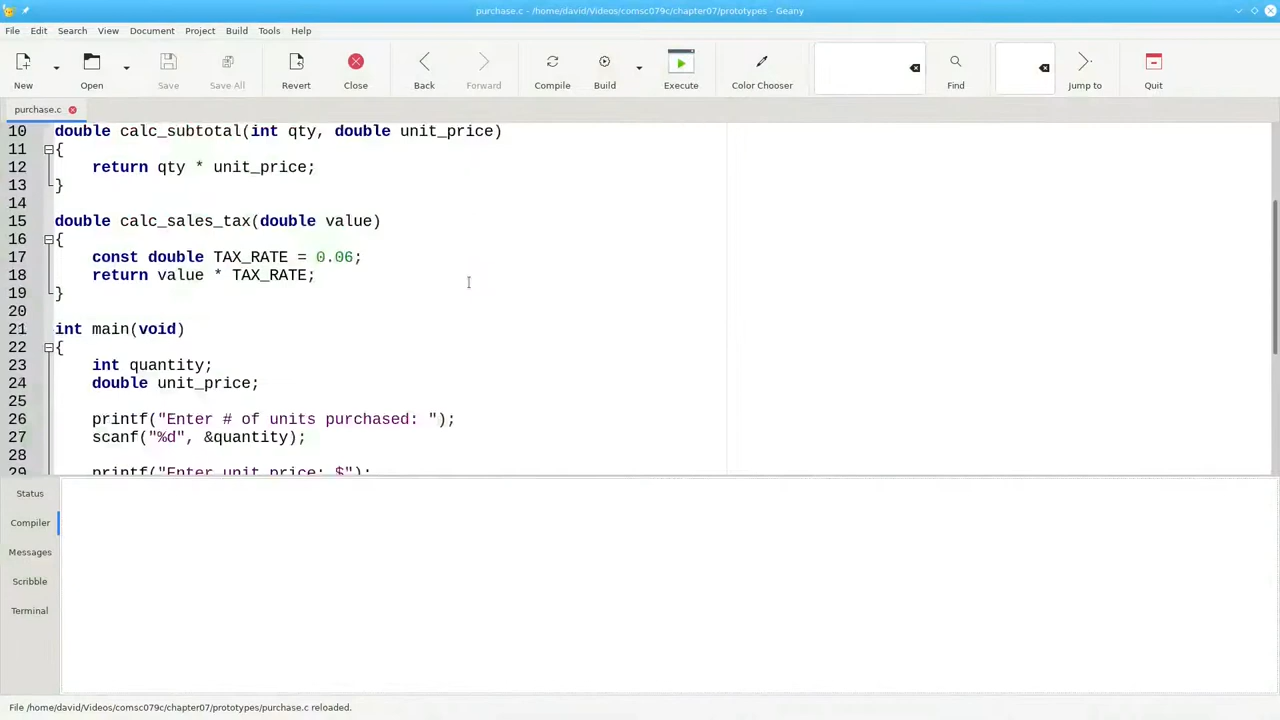 purchase.c - /home/david/Videos/comsc079c/chapter07/prototypes - Geany
File Edit Search View Document Project Build Tools Help
New Open Save Save All Revert Close Back Forward Compile Build Execute Color Chooser Find Jump to Quit
purchase.c
10 double calc_subtotal(int qty, double unit_price)
11 {
12     return qty * unit_price;
13 }
14
15 double calc_sales_tax(double value)
16 {
17     const double TAX_RATE = 0.06;
18     return value * TAX_RATE;
19 }
20
21 int main(void)
22 {
23     int quantity;
24     double unit_price;
25
26     printf("Enter # of units purchased: ");
27     scanf("%d", &quantity);
28
29     printf("Enter unit price: $");
Status
Compiler
Messages
Scribble
Terminal
File /home/david/Videos/comsc079c/chapter07/prototypes/purchase.c reloaded.